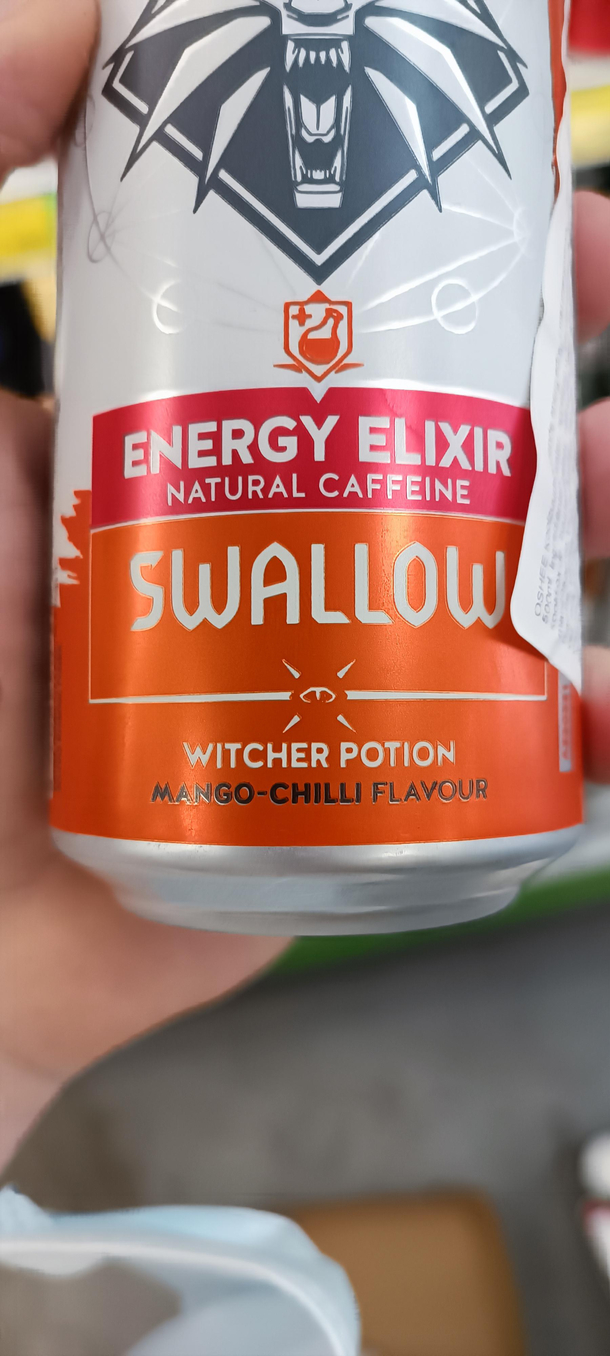 ENERGY ELIXIR
NATURAL CAFFEINE
SWALLOW
WITCHER POTION
MANGO-CHILLI FLAVOUR